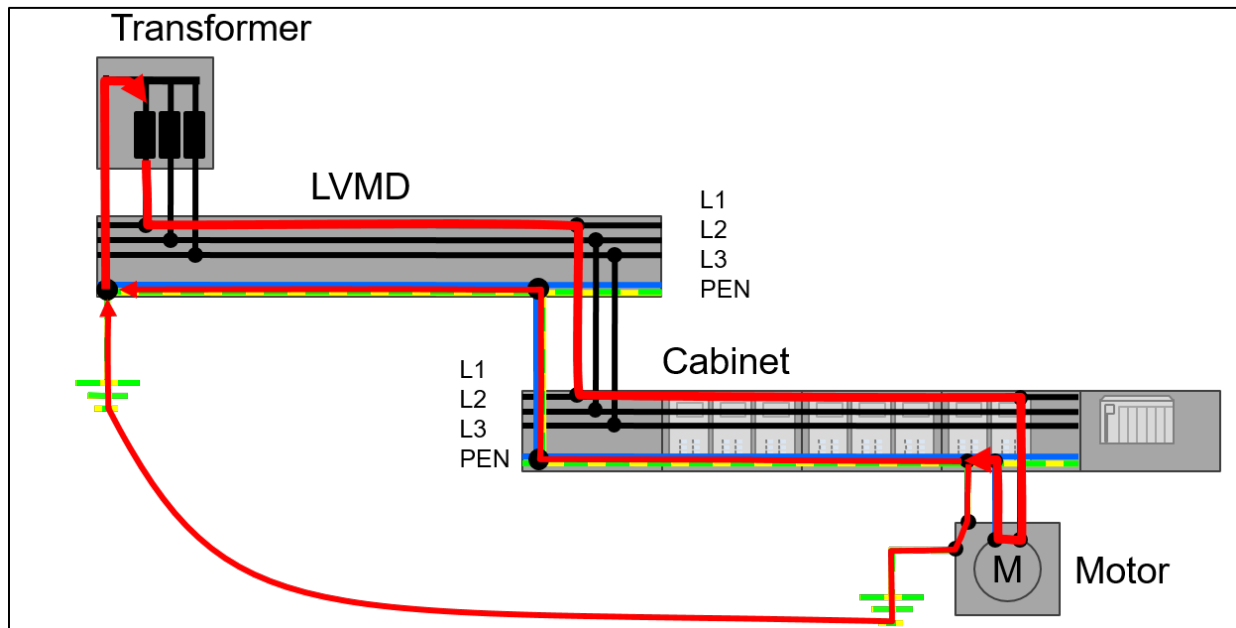 Transformer
LVMD
L1
L2
L3
PEN
Cabinet
L1
L2
L3
PEN
M
Motor